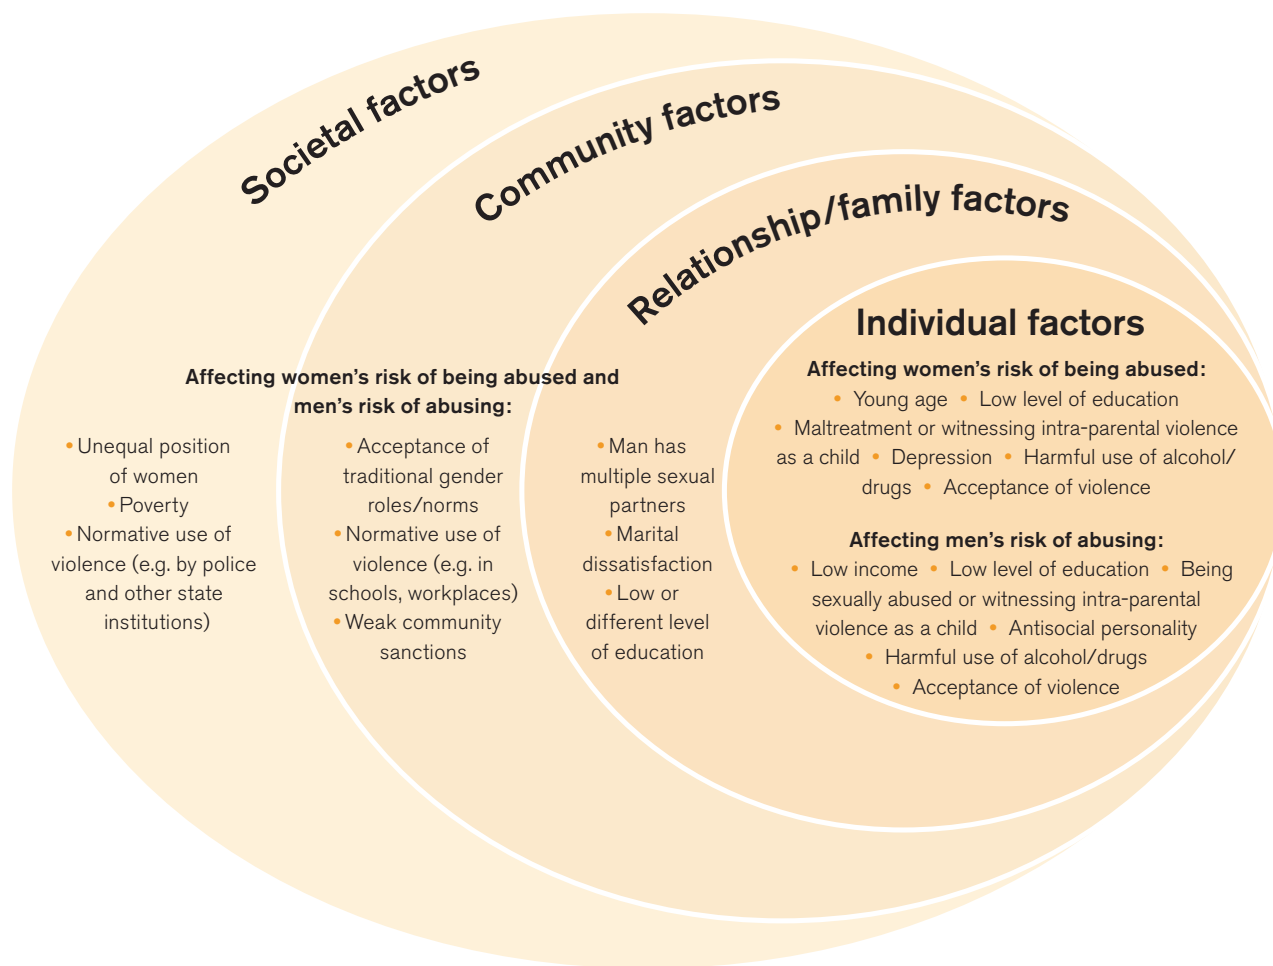 Societal factors
Community factors
Relationship/family factors
Individual factors
Affecting women's risk of being abused and
men's risk of abusing:
• Unequal position
of women
• Poverty
• Normative use of
violence (e.g. by police
and other state
institutions)
• Acceptance of
traditional gender
roles/norms
• Normative use of
violence (e.g. in
schools, workplaces)
• Weak community
sanctions
• Man has
multiple sexual
partners
• Marital
dissatisfaction
• Low or
different level
of education
Affecting women's risk of being abused:
• Young age • Low level of education
• Maltreatment or witnessing intra-parental violence
as a child • Depression • Harmful use of alcohol/
drugs • Acceptance of violence
Affecting men's risk of abusing:
• Low income • Low level of education • Being
sexually abused or witnessing intra-parental
violence as a child • Antisocial personality
• Harmful use of alcohol/drugs
• Acceptance of violence